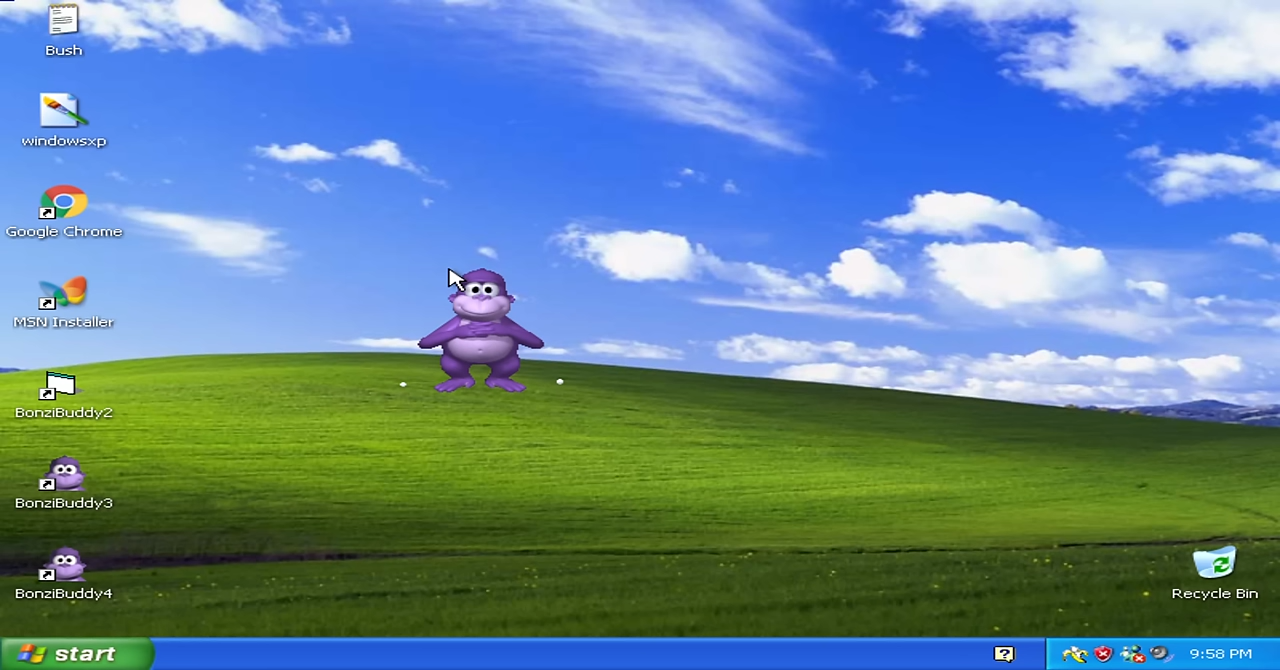 Bush
windowsxp
Google Chrome
MSN Installer
BonziBuddy2
BonziBuddy3
BonziBuddy4
Recycle Bin
start
9:58 PM